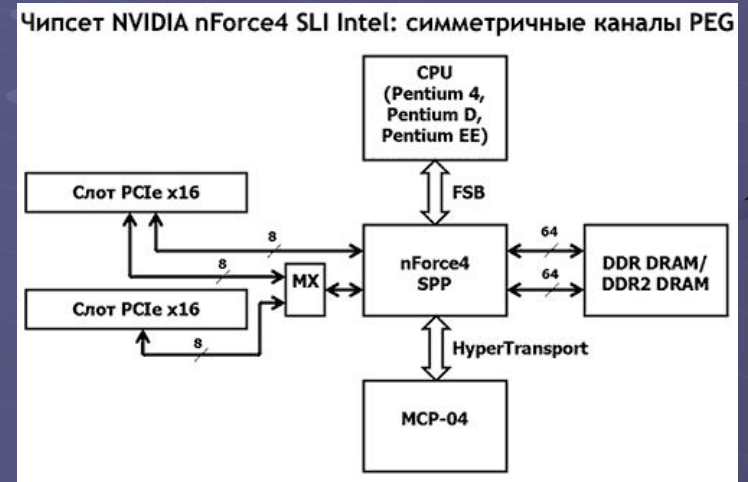 Чипсет NVIDIA nForce4 SLI Intel: симметричные каналы PEG
CPU
(Pentium 4,
Pentium D,
Pentium EE)
FSB
Слот PCIe x16
8
8
MX
nForce4
SPP
64
64
DDR DRAM/
DDR2 DRAM
Слот PCIe x16
8
HyperTransport
MCP-04